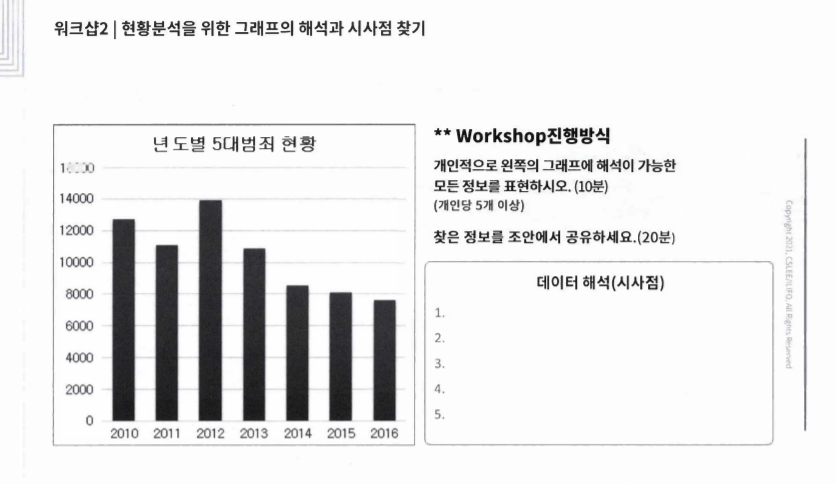 워크샵2 | 현황분석을 위한 그래프의 해석과 시사점 찾기
년도별 5대범죄 현황
14000
12000
10000
8000
6000
4000
2000
0
2010 2011 2012 2013 2014 2015 2016
** Workshop진행방식
개인적으로 왼쪽의 그래프에 해석이 가능한
모든 정보를 표현하시오. (10분)
(개인당 5개 이상)
찾은 정보를 조안에서 공유하세요.(20분)
데이터 해석(시사점)
1.
2.
3.
4.
5.
Copyright 2021. CSLEE/LIFO. All Rights Reserved